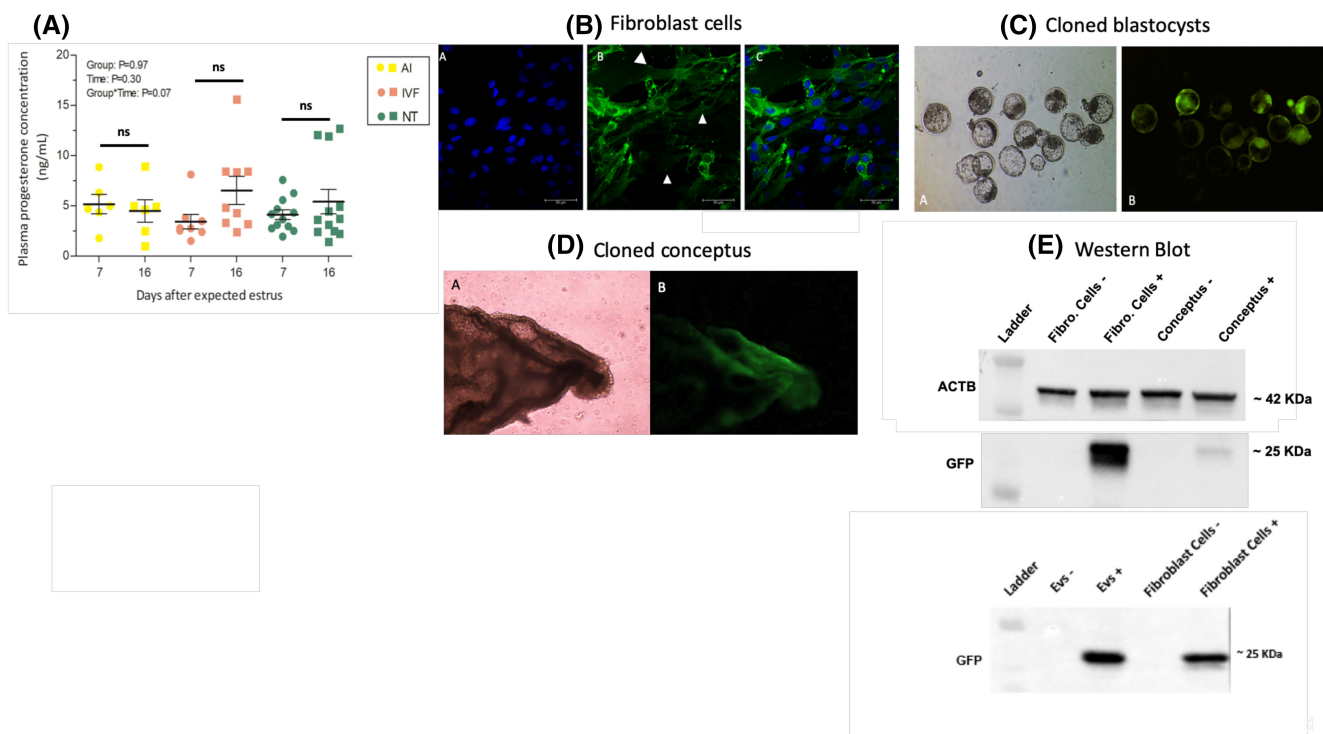 (A)
20
15
10
5
0
Plasma progesterone concentration
(ng/mL)
Group: P=0.97
Time: P=0.30
Group*Time: P=0.07
ns
ns
ns
7
16
7
16
7
16
Days after expected estrus
AI
IVF
NT
(B) Fibroblast cells
A
B
C
(C) Cloned blastocysts
A
B
(D) Cloned conceptus
A
B
(E) Western Blot
Ladder
Fibro. Cells -
Fibro. Cells +
Conceptus -
Conceptus +
ACTB
~ 42 KDa
GFP
~ 25 KDa
Ladder
Evs -
Evs +
Fibroblast Cells -
Fibroblast Cells +
GFP
~ 25 KDa